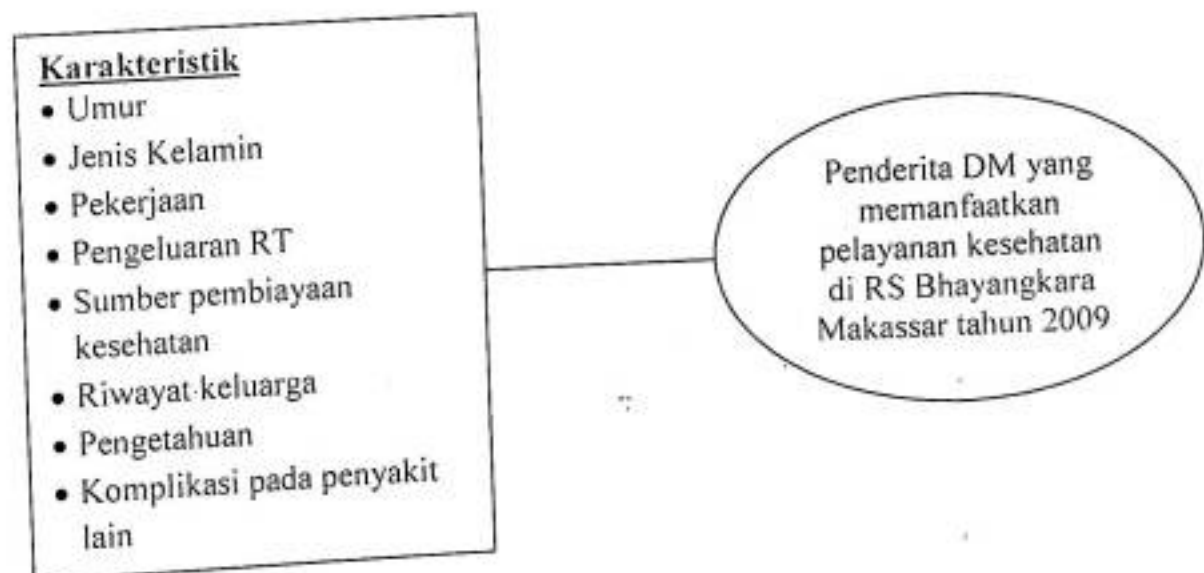 Karakteristik
• Umur
• Jenis Kelamin
• Pekerjaan
• Pengeluaran RT
• Sumber pembiayaan
kesehatan
• Riwayat keluarga
• Pengetahuan
• Komplikasi pada penyakit
lain
Penderita DM yang
memanfaatkan
pelayanan kesehatan
di RS Bhayangkara
Makassar tahun 2009